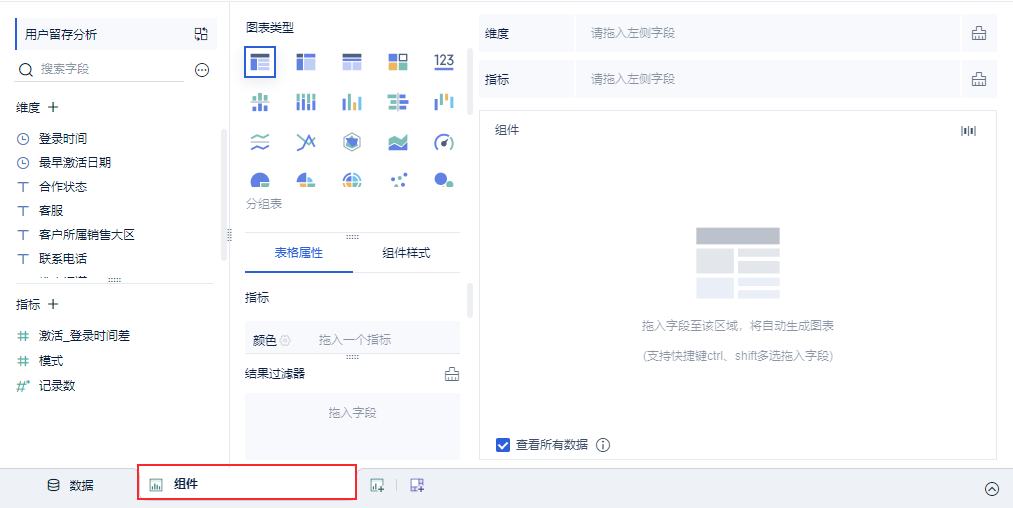 用户留存分析
搜索字段
维度
登录时间
最早激活日期
合作状态
客服
客户所属销售大区
联系电话
指标
激活_登录时间差
模式
记录数
图表类型
123
分组表
表格属性
组件样式
指标
颜色
拖入一个指标
结果过滤器
拖入字段
维度
请拖入左侧字段
指标
请拖入左侧字段
组件
拖入字段至该区域，将自动生成图表
(支持快捷键ctrl、shift多选拖入字段)
查看所有数据
数据
组件